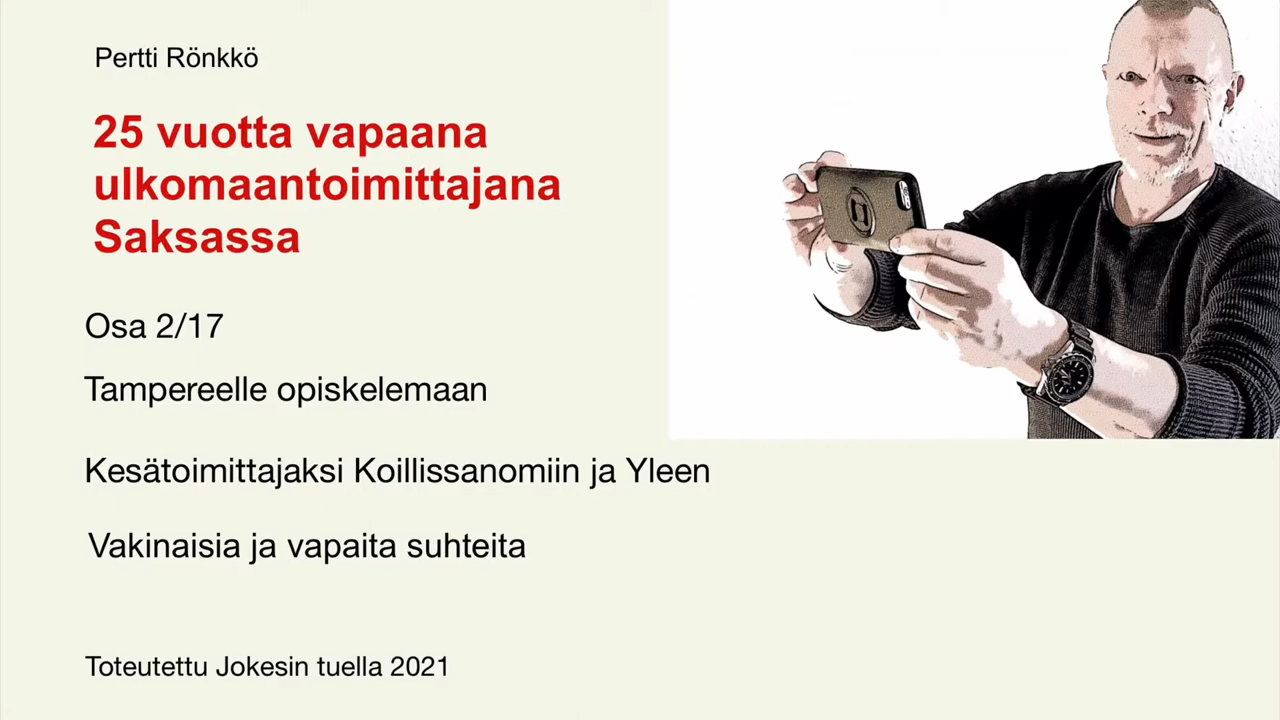 Pertti Rönkkö
25 vuotta vapaana
ulkomaantoimittajana
Saksassa
Osa 2/17
Tampereelle opiskelemaan
Kesätoimittajaksi Koillissanomiin ja Yleen
Vakinaisia ja vapaita suhteita
Toteutettu Jokesin tuella 2021